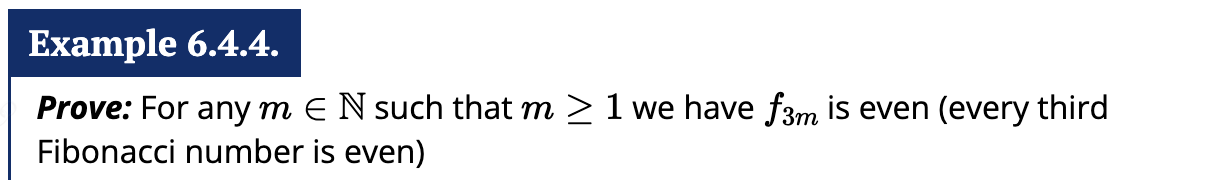 Example 6.4.4.
Prove: For any m ∈ ℕ such that m ≥ 1 we have f₃ₘ is even (every third
Fibonacci number is even)